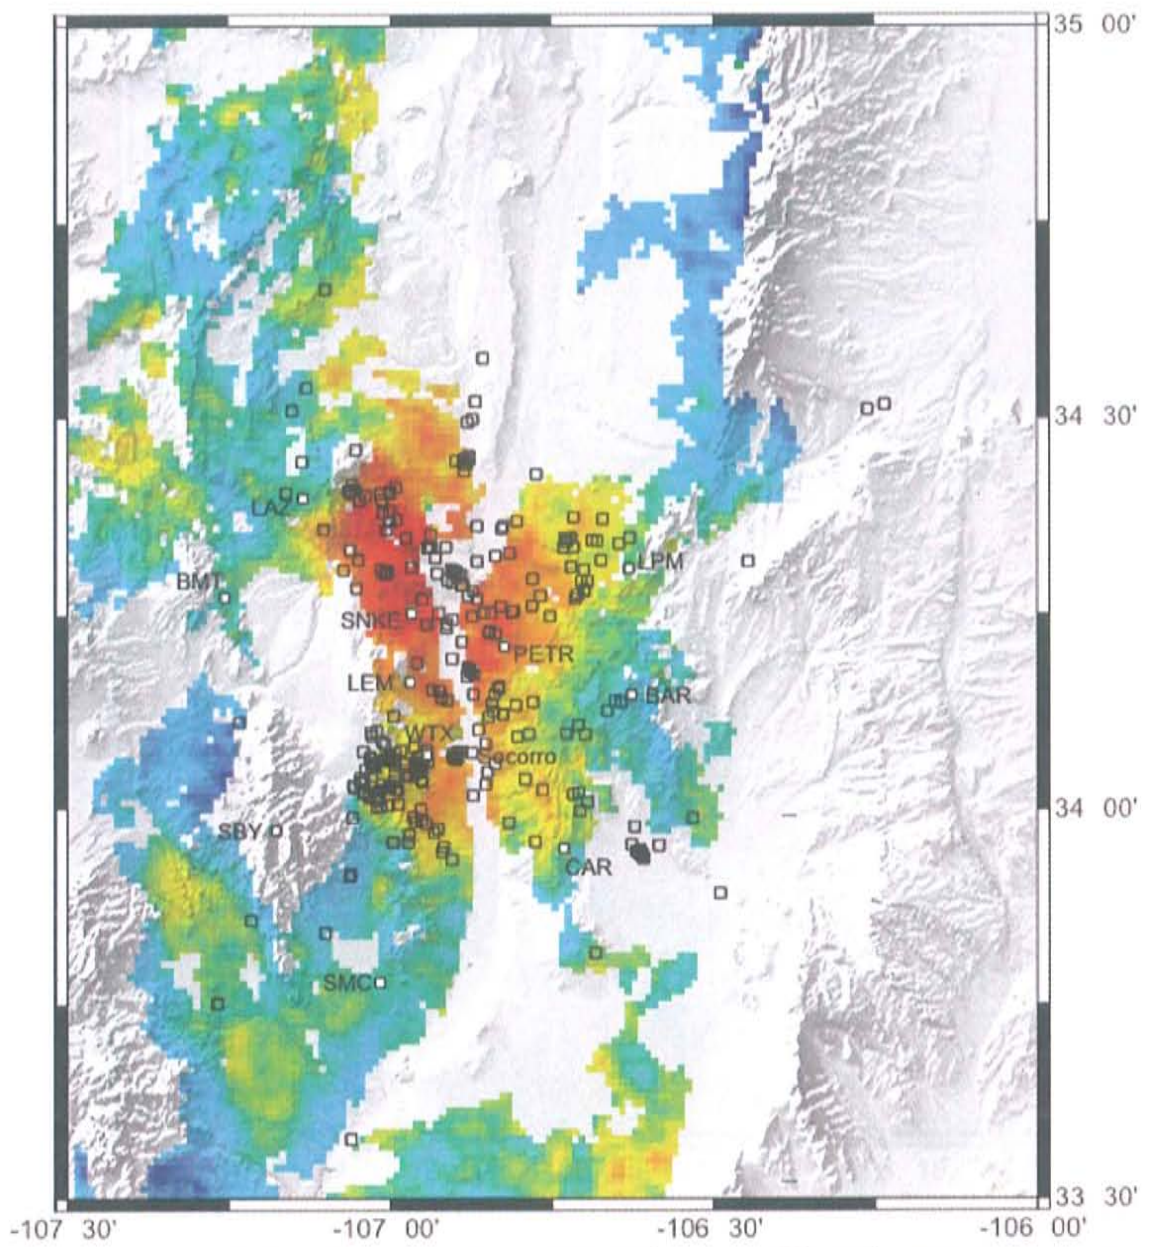 35 00'
34 30'
LAZ
LPM
BMT
SNKE
PETR
LEM
BAR
WTX
Socorro
34 00'
SBY
CAR
SMC
33 30'
-107 30' -107 00' -106 30' -106 00'